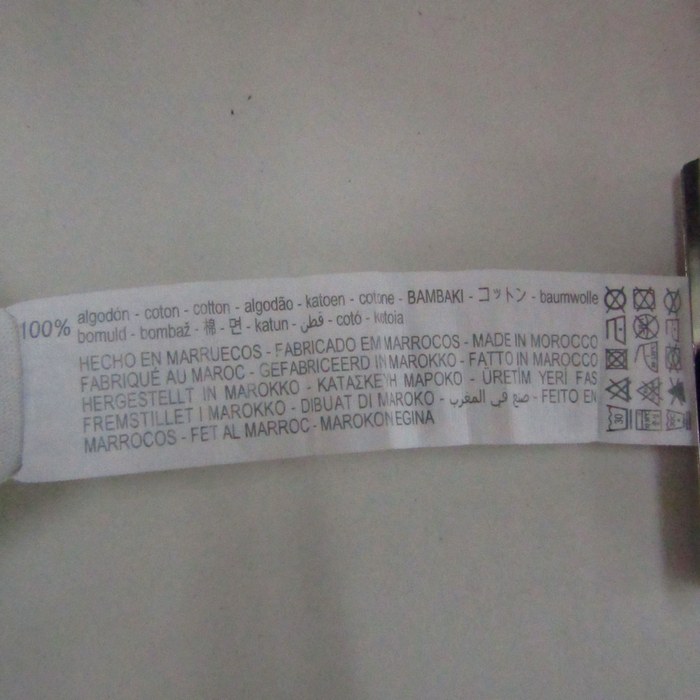 100% algodón - coton - cotton - algodão - katoen - cotone - BAMBAKI - コットン - baumwolle
bomuld - bombaž - 棉 - 면 - katun - قطن - cotó - kotoia
HECHO EN MARRUECOS - FABRICADO EM MARROCOS - MADE IN MOROCCO
FABRIQUÉ AU MAROC - GEFABRICEERD IN MAROKKO - FATTO IN MAROCCO
HERGESTELLT IN MAROKKO - ΚΑΤΑΣΚΕΥΗ ΜΑΡΟΚΟ - ÜRETİM YERİ FAS
FREMSTILLET I MAROKKO - DIBUAT DI MAROKO - صنع في المغرب - FEITO EN
MARROCOS - FET AL MARROC - MAROKON EGINA
30